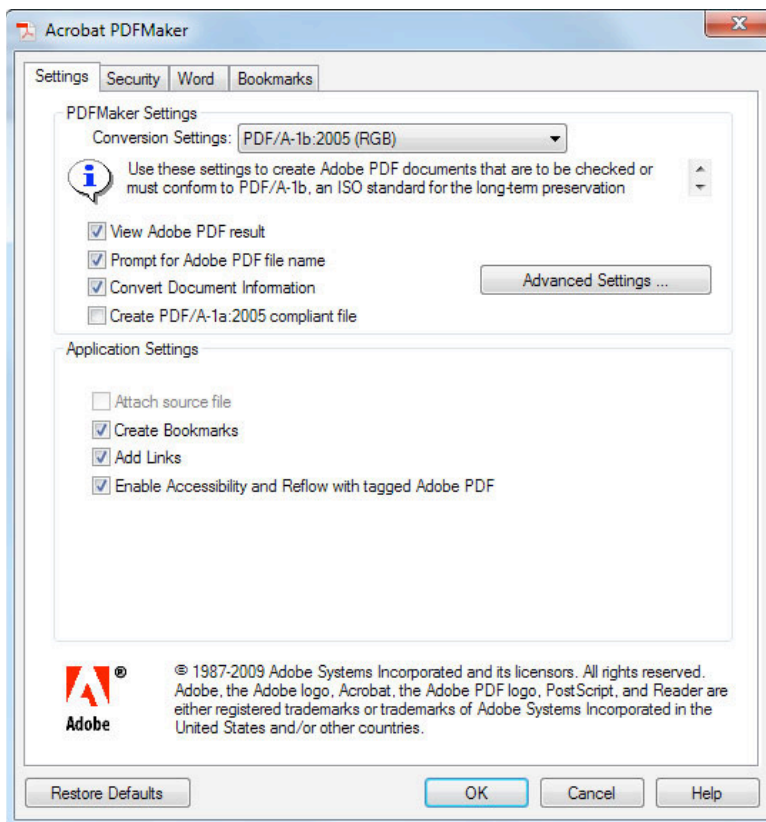 Acrobat PDFMaker
Settings Security Word Bookmarks
PDFMaker Settings
Conversion Settings: PDF/A-1b:2005 (RGB)
Use these settings to create Adobe PDF documents that are to be checked or
must conform to PDF/A-1b, an ISO standard for the long-term preservation
View Adobe PDF result
Prompt for Adobe PDF file name
Convert Document Information
Advanced Settings ...
Create PDF/A-1a:2005 compliant file
Application Settings
Attach source file
Create Bookmarks
Add Links
Enable Accessibility and Reflow with tagged Adobe PDF
Adobe
®
© 1987-2009 Adobe Systems Incorporated and its licensors. All rights reserved.
Adobe, the Adobe logo, Acrobat, the Adobe PDF logo, PostScript, and Reader are
either registered trademarks or trademarks of Adobe Systems Incorporated in the
United States and/or other countries.
Restore Defaults OK Cancel Help